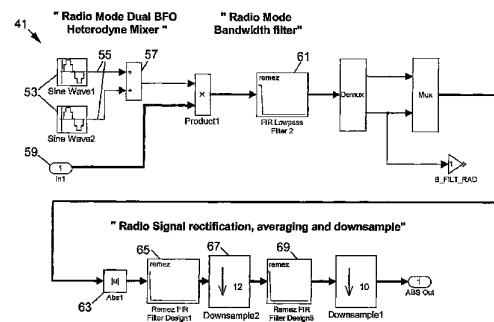 41
" Radio Mode Dual BFO
Heterodyne Mixer "
" Radio Mode
Bandwidth filter"
53
55
57
61
Sine Wave1
+
+
Sine Wave2
×
Product1
remez
FIR Lowpass
Filter 2
Demux
Mux
59
1
In1
1
B_FILT_RAD
" Radio Signal rectification, averaging and downsample"
65
67
69
|u|
63
Abs1
remez
Remez FIR
Filter Design1
12
Downsample2
remez
Remez FIR
10
Downsample1
1
ABS Out